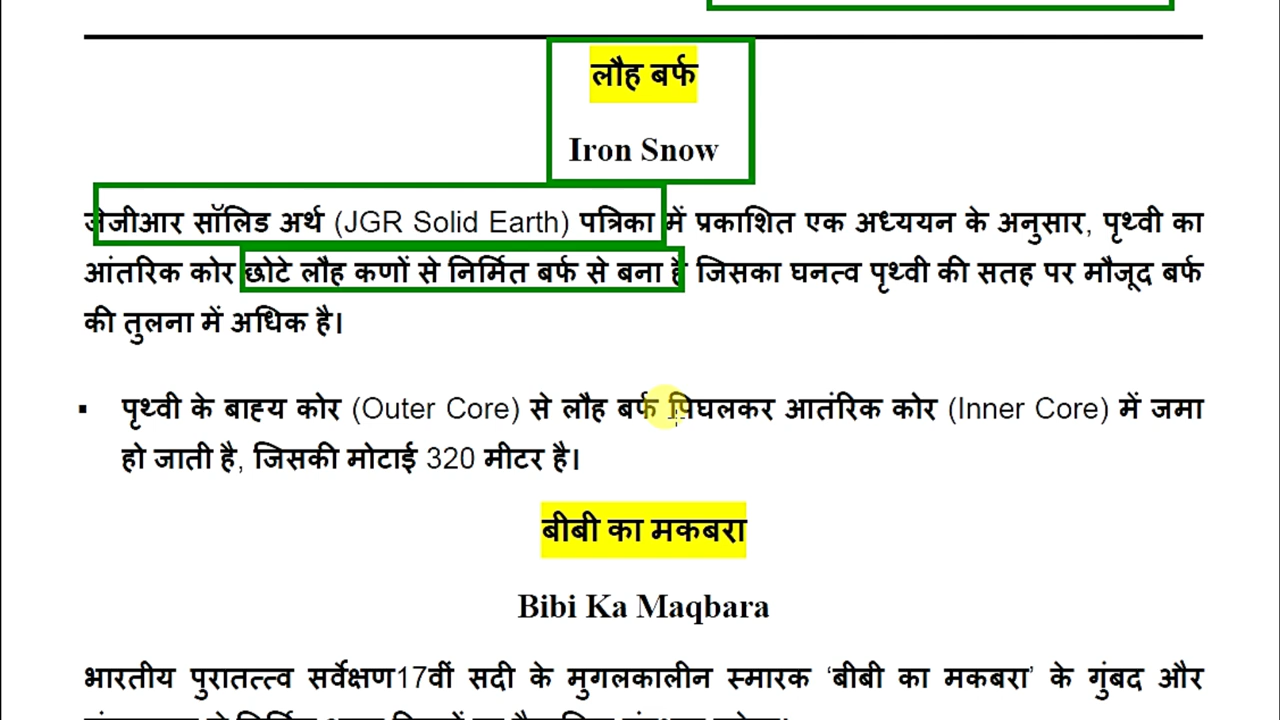 लौह बर्फ
Iron Snow
जेजीआर सॉलिड अर्थ (JGR Solid Earth) पत्रिका में प्रकाशित एक अध्ययन के अनुसार, पृथ्वी का
आंतरिक कोर छोटे लौह कणों से निर्मित बर्फ से बना है जिसका घनत्व पृथ्वी की सतह पर मौजूद बर्फ
की तुलना में अधिक है।
▪ पृथ्वी के बाह्य कोर (Outer Core) से लौह बर्फ पिघलकर आतंरिक कोर (Inner Core) में जमा
हो जाती है, जिसकी मोटाई 320 मीटर है।
बीबी का मकबरा
Bibi Ka Maqbara
भारतीय पुरातत्त्व सर्वेक्षण17वीं सदी के मुगलकालीन स्मारक ‘बीबी का मकबरा’ के गुंबद और